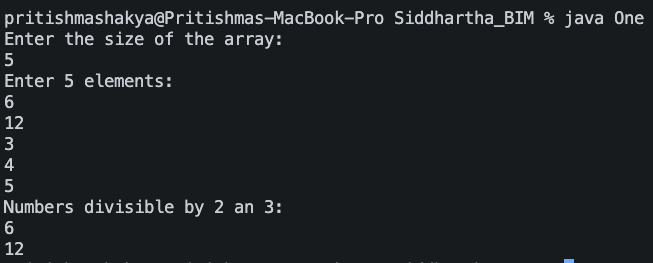 pritishmashakya@Pritishmas-MacBook-Pro Siddhartha_BIM % java One
Enter the size of the array:
5
Enter 5 elements:
6
12
3
4
5
Numbers divisible by 2 an 3:
6
12